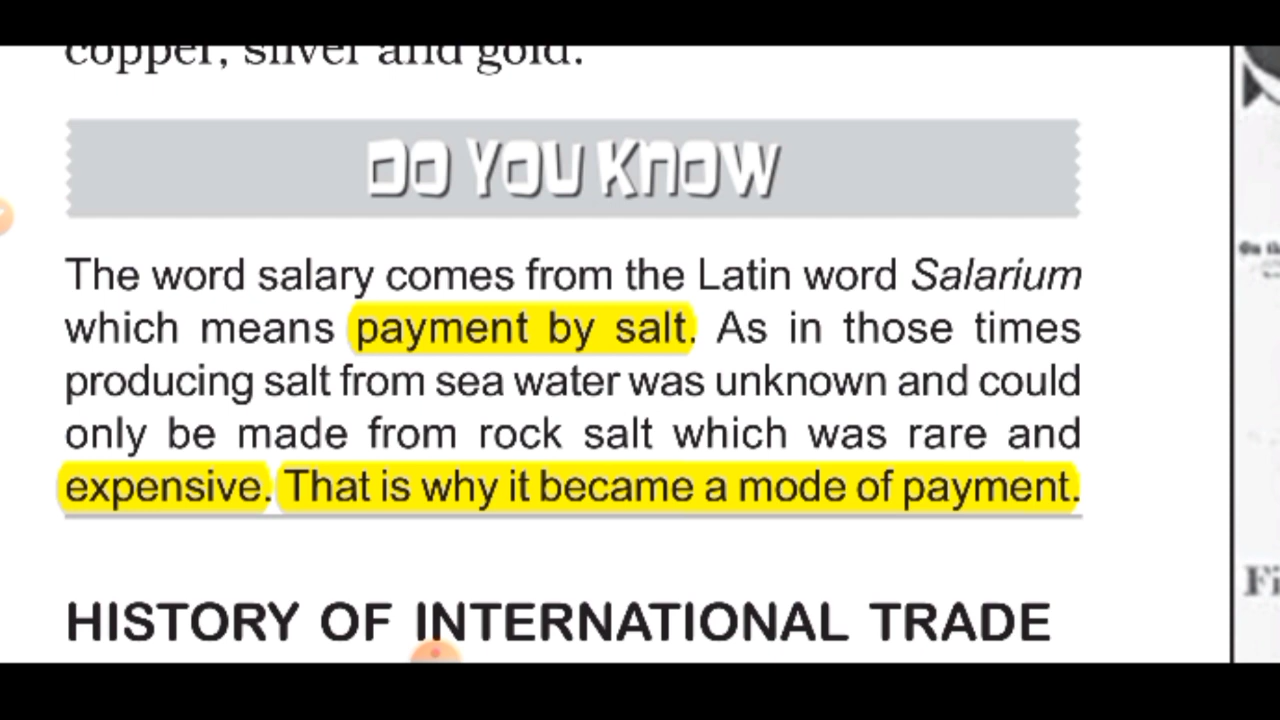 copper, silver and gold.
DO YOU KNOW
The word salary comes from the Latin word Salarium
which means payment by salt. As in those times
producing salt from sea water was unknown and could
only be made from rock salt which was rare and
expensive. That is why it became a mode of payment.
HISTORY OF INTERNATIONAL TRADE